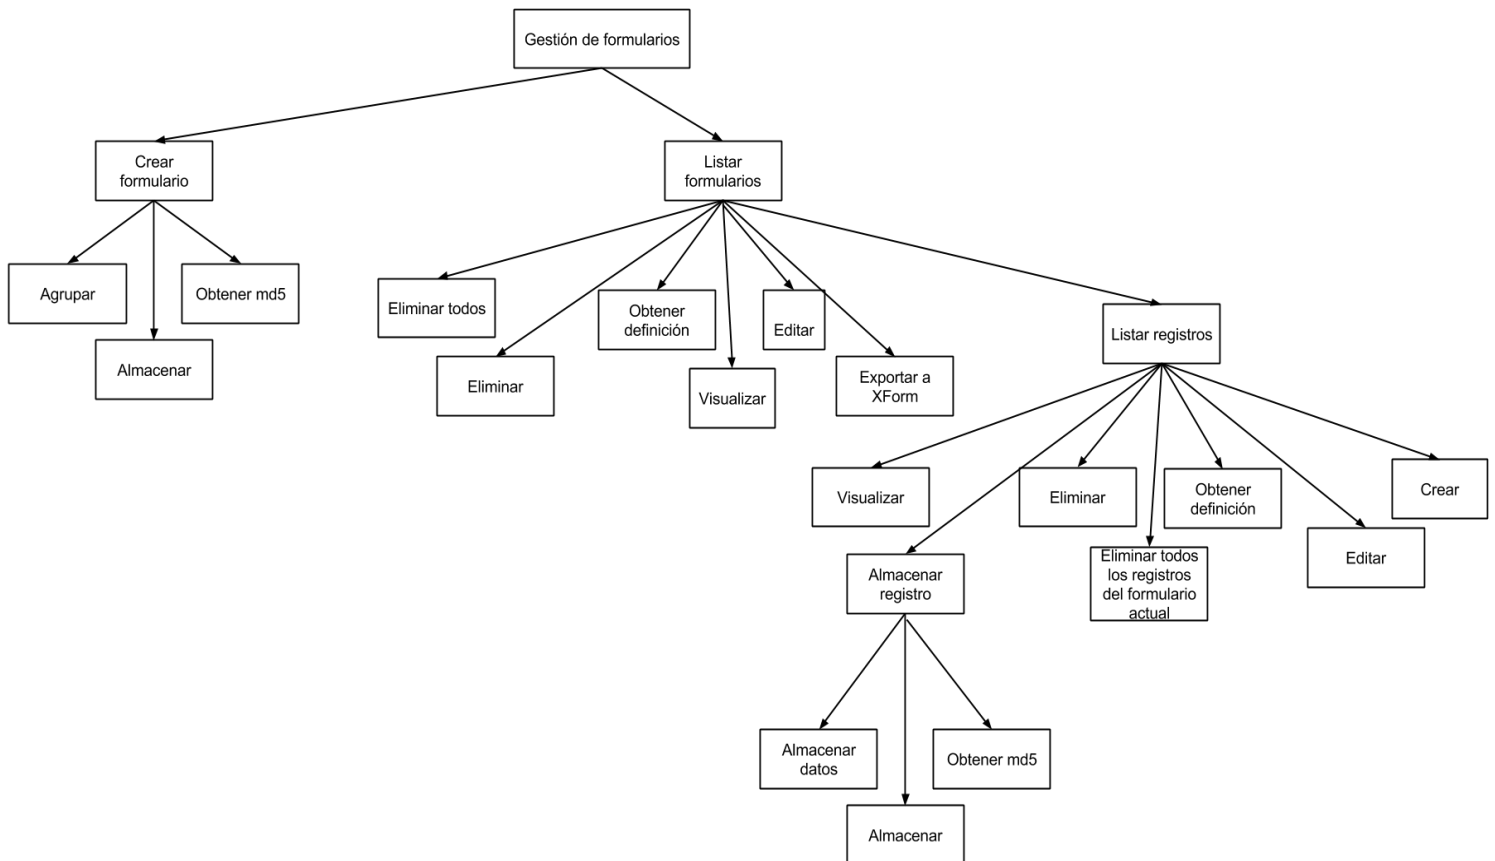 Gestión de formularios
Crear
formulario
Listar
formularios
Agrupar
Obtener md5
Almacenar
Eliminar todos
Obtener
definición
Editar
Listar registros
Eliminar
Visualizar
Exportar a
XForm
Visualizar
Eliminar
Obtener
definición
Crear
Almacenar
registro
Eliminar todos
los registros
del formulario
actual
Editar
Almacenar
datos
Obtener md5
Almacenar